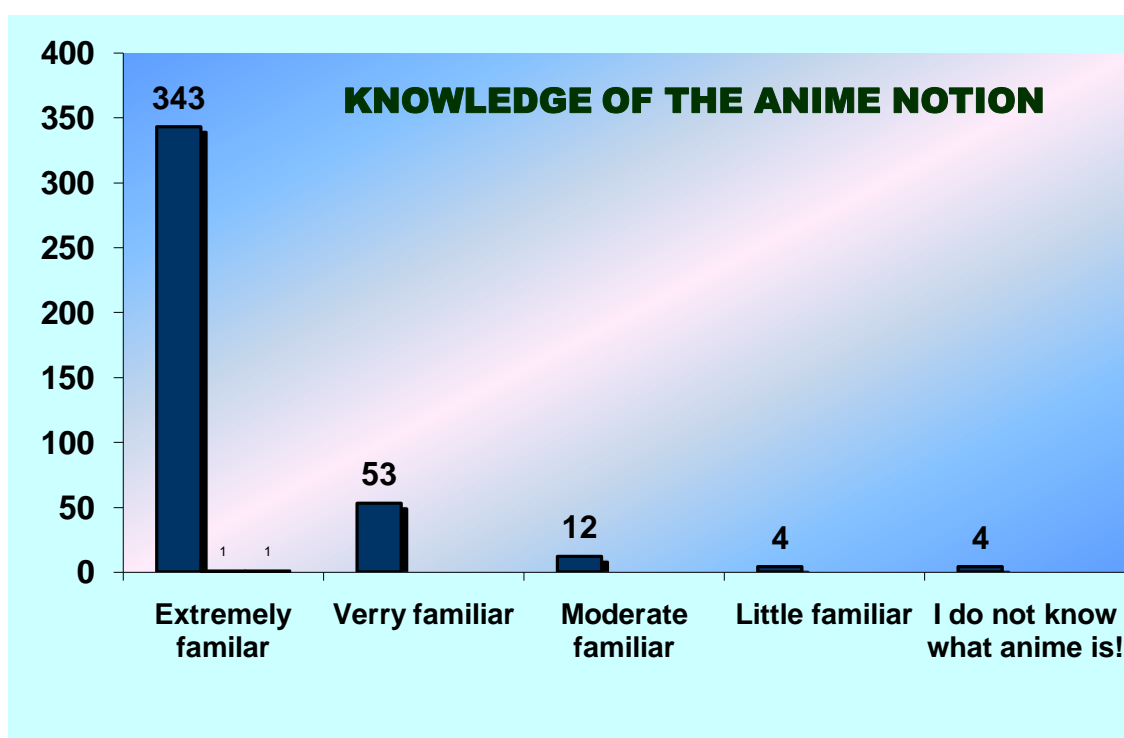 KNOWLEDGE OF THE ANIME NOTION
400
350
300
250
200
150
100
50
0
343
1 1
53
12
4
4
Extremely
familar
Verry familiar
Moderate
familiar
Little familiar
I do not know
what anime is!